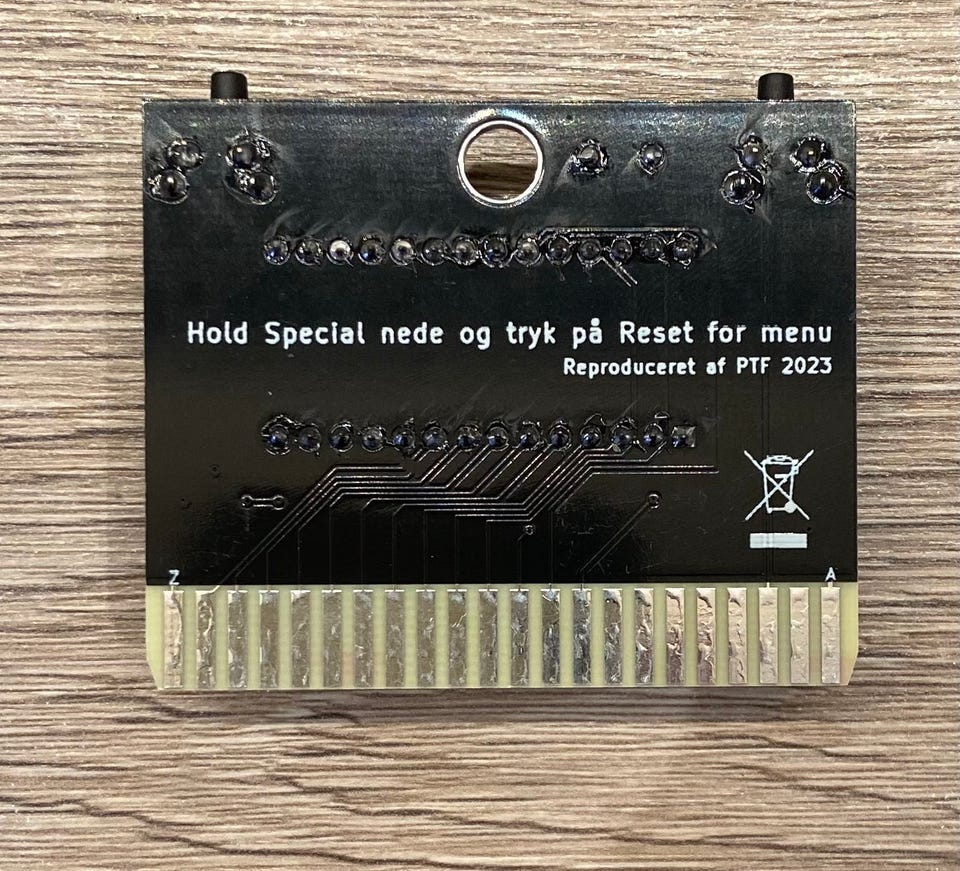 Hold Special nede og tryk på Reset for menu
Reproduceret af PTF 2023
Z A